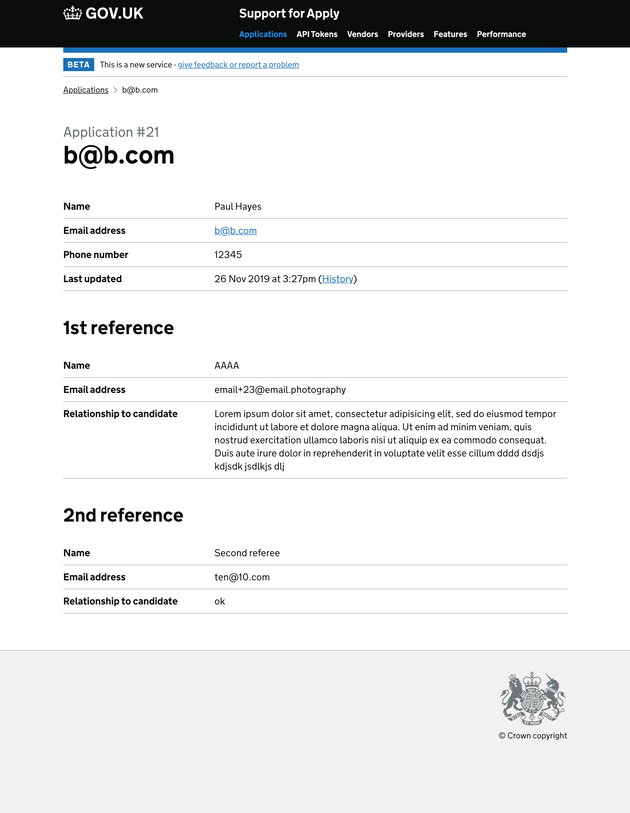 GOV.UK
Support for Apply
Applications API Tokens Vendors Providers Features Performance
BETA This is a new service - give feedback or report a problem
Applications > b@b.com
Application #21
b@b.com
Name Paul Hayes
Email address b@b.com
Phone number 12345
Last updated 26 Nov 2019 at 3:27pm (History)
1st reference
Name AAAA
Email address email+23@email.photography
Relationship to candidate Lorem ipsum dolor sit amet, consectetur adipisicing elit, sed do eiusmod tempor
incididunt ut labore et dolore magna aliqua. Ut enim ad minim veniam, quis
nostrud exercitation ullamco laboris nisi ut aliquip ex ea commodo consequat.
Duis aute irure dolor in reprehenderit in voluptate velit esse cillum dddd dsdjs
kdjsdk jsdlkjs dlj
2nd reference
Name Second referee
Email address ten@10.com
Relationship to candidate ok
© Crown copyright